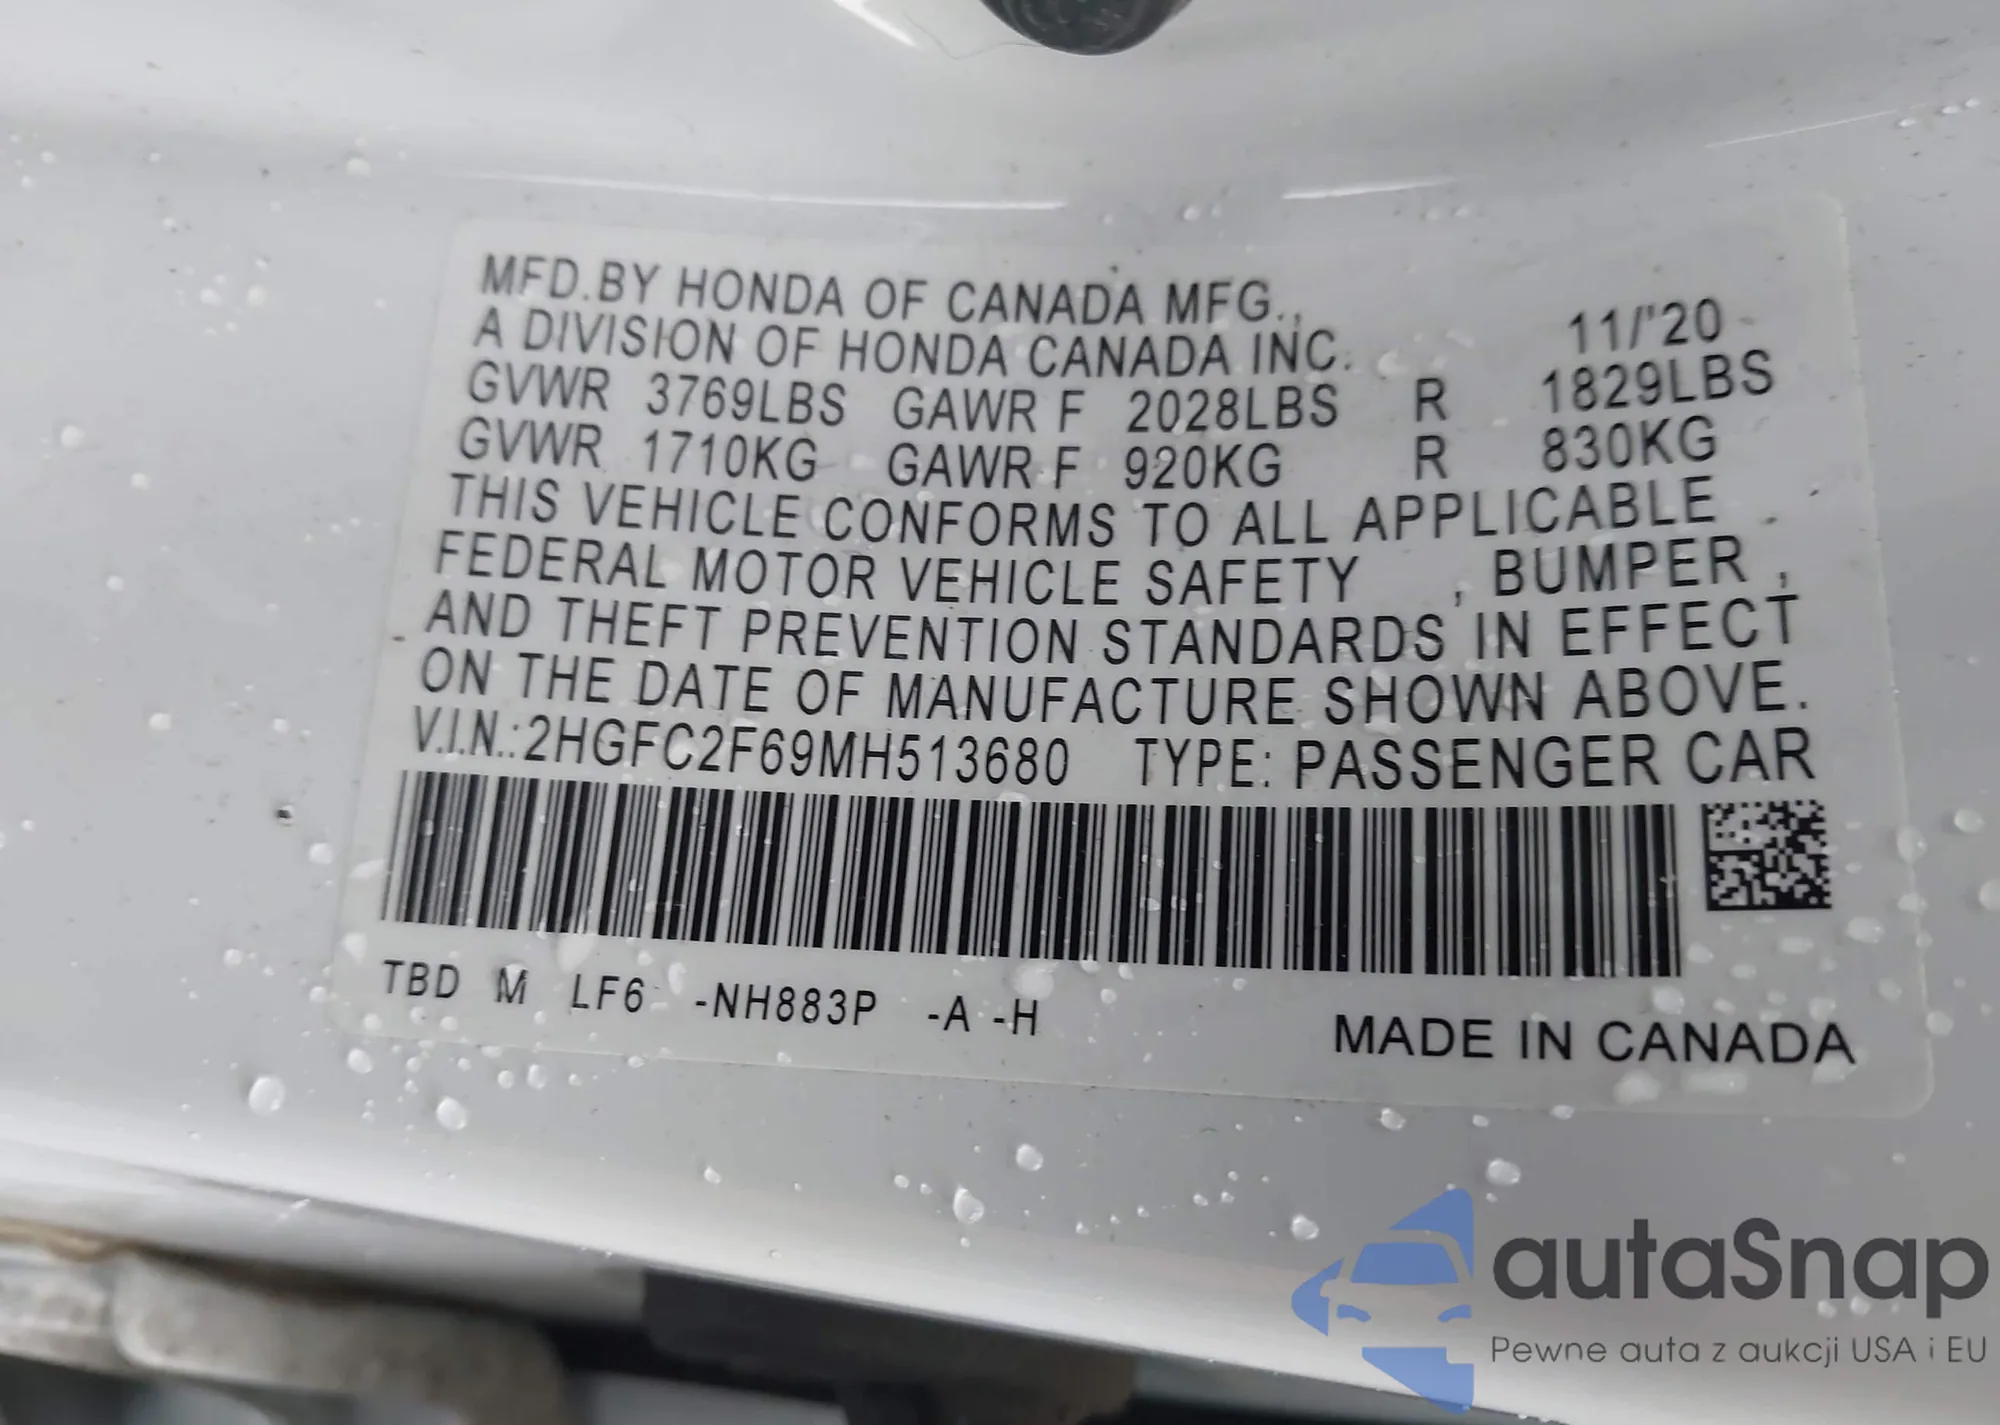 MFD.BY HONDA OF CANADA MFG.,
A DIVISION OF HONDA CANADA INC. 11/'20
GVWR 3769LBS GAWR F 2028LBS R 1829LBS
GVWR 1710KG GAWR F 920KG R 830KG
THIS VEHICLE CONFORMS TO ALL APPLICABLE
FEDERAL MOTOR VEHICLE SAFETY , BUMPER ,
AND THEFT PREVENTION STANDARDS IN EFFECT
ON THE DATE OF MANUFACTURE SHOWN ABOVE.
V.I.N.:2HGFC2F69MH513680 TYPE: PASSENGER CAR
TBD M LF6 -NH883P -A -H
MADE IN CANADA
autaSnap
Pewne auta z aukcji USA i EU